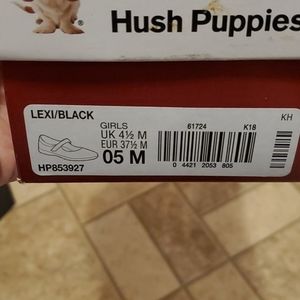 Hush Puppies
LEXI/BLACK
GIRLS
UK 4½ M
EUR 37½ M
05 M
HP853927
61724 K18
KH
0 4421 2053 805